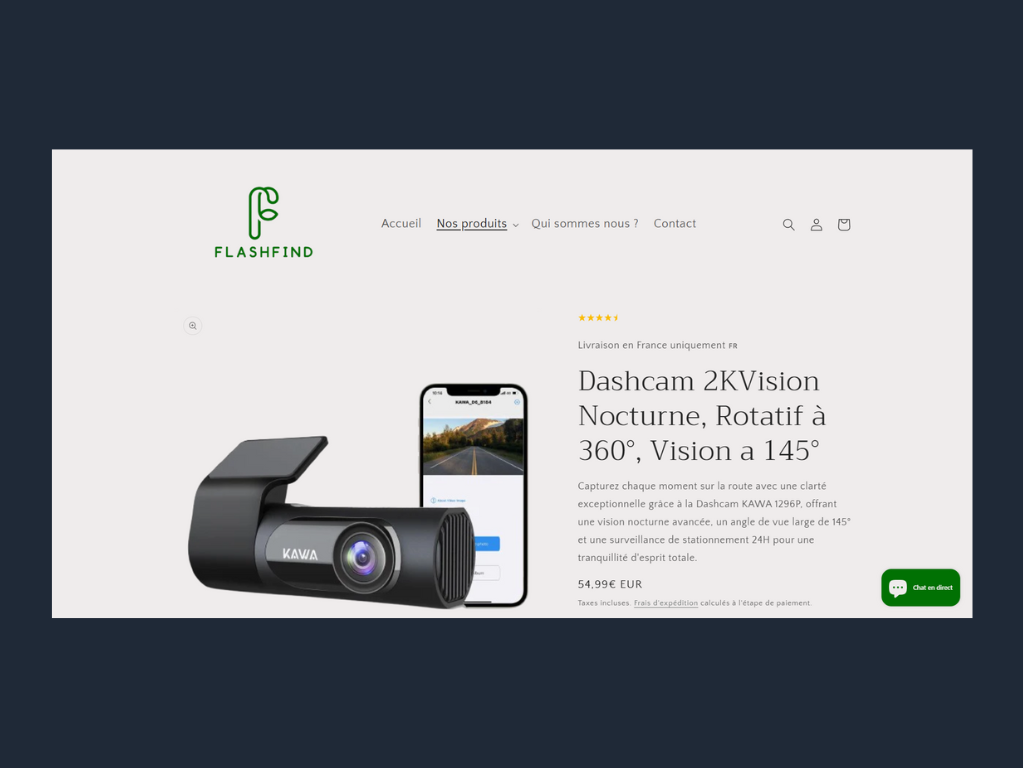 FLASHFIND
Accueil
Nos produits
Qui sommes nous ?
Contact
Livraison en France uniquement FR
Dashcam 2KVision
Nocturne, Rotatif à
360°, Vision a 145°
Capturez chaque moment sur la route avec une clarté
exceptionnelle grâce à la Dashcam KAWA 1296P, offrant
une vision nocturne avancée, un angle de vue large de 145°
et une surveillance de stationnement 24H pour une
tranquillité d'esprit totale.
54,99€ EUR
Taxes incluses. Frais d'expédition calculés à l'étape de paiement.
KAWA
Chat en direct